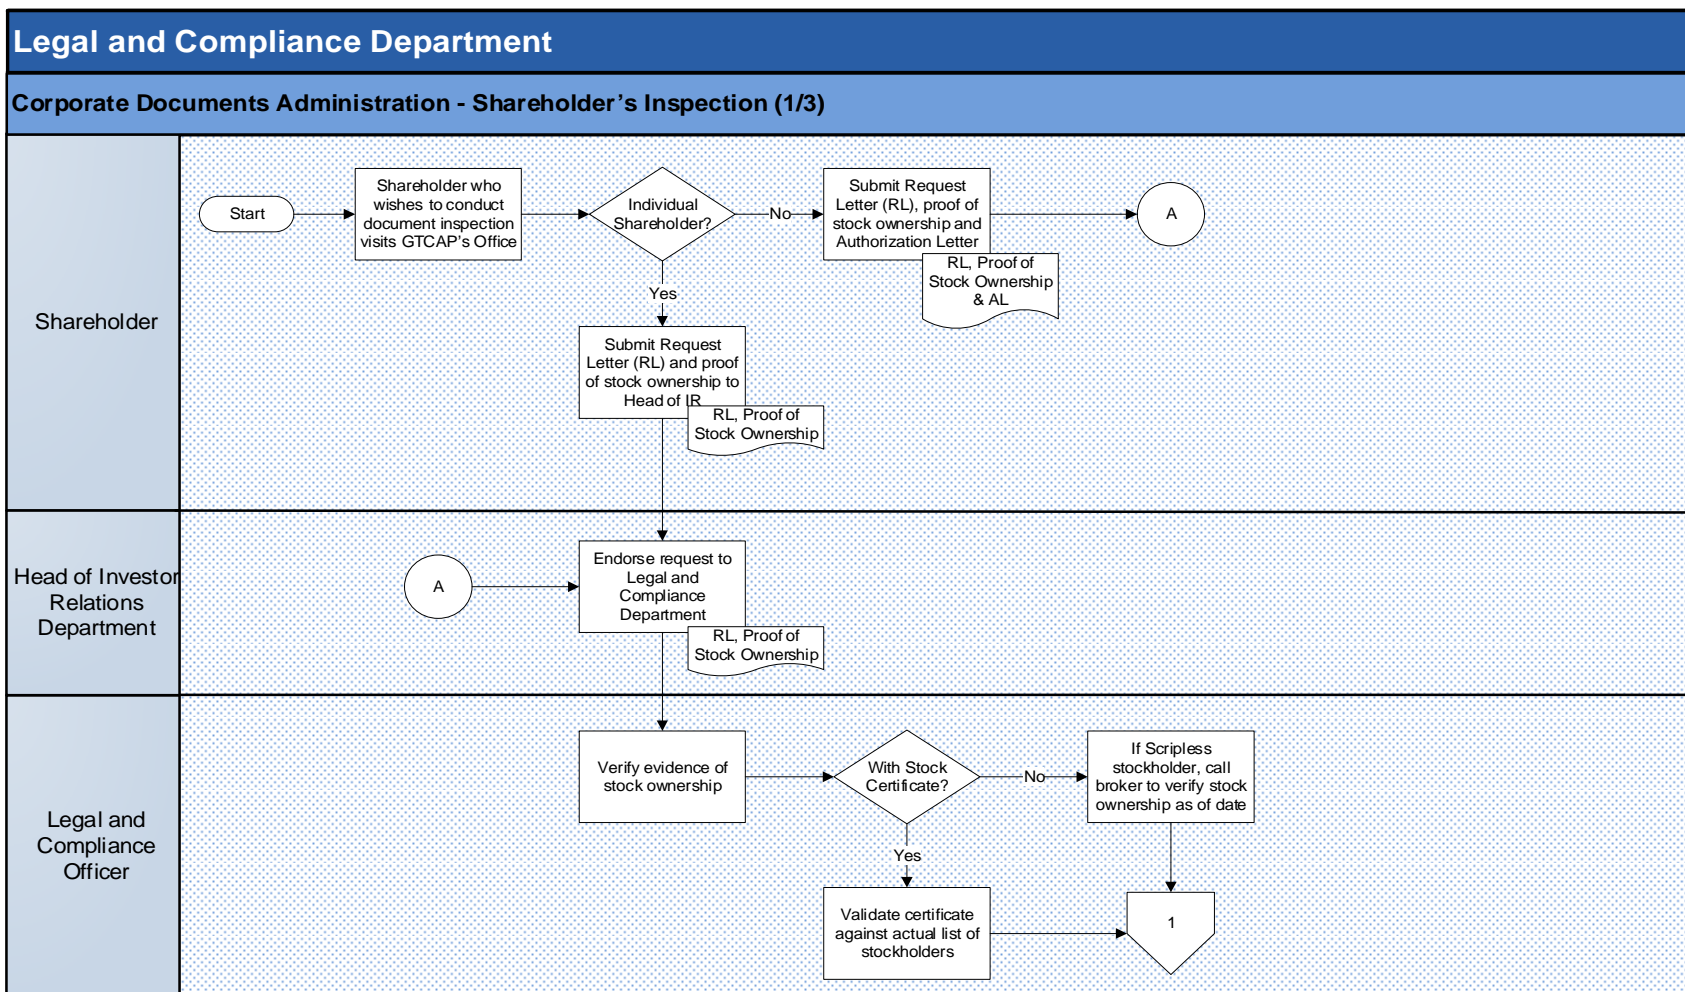 Legal and Compliance Department
Corporate Documents Administration - Shareholder's Inspection (1/3)
Shareholder
Start
Shareholder who
wishes to conduct
document inspection
visits GTCAP's Office
Individual
Shareholder?
No
Submit Request
Letter (RL), proof of
stock ownership and
Authorization Letter
RL, Proof of
Stock Ownership
& AL
A
Yes
Submit Request
Letter (RL) and proof
of stock ownership to
Head of IR
RL, Proof of
Stock Ownership
Head of Investor
Relations
Department
A
Endorse request to
Legal and
Compliance
Department
RL, Proof of
Stock Ownership
Legal and
Compliance
Officer
Verify evidence of
stock ownership
With Stock
Certificate?
No
If Scripless
stockholder, call
broker to verify stock
ownership as of date
Yes
Validate certificate
against actual list of
stockholders
1